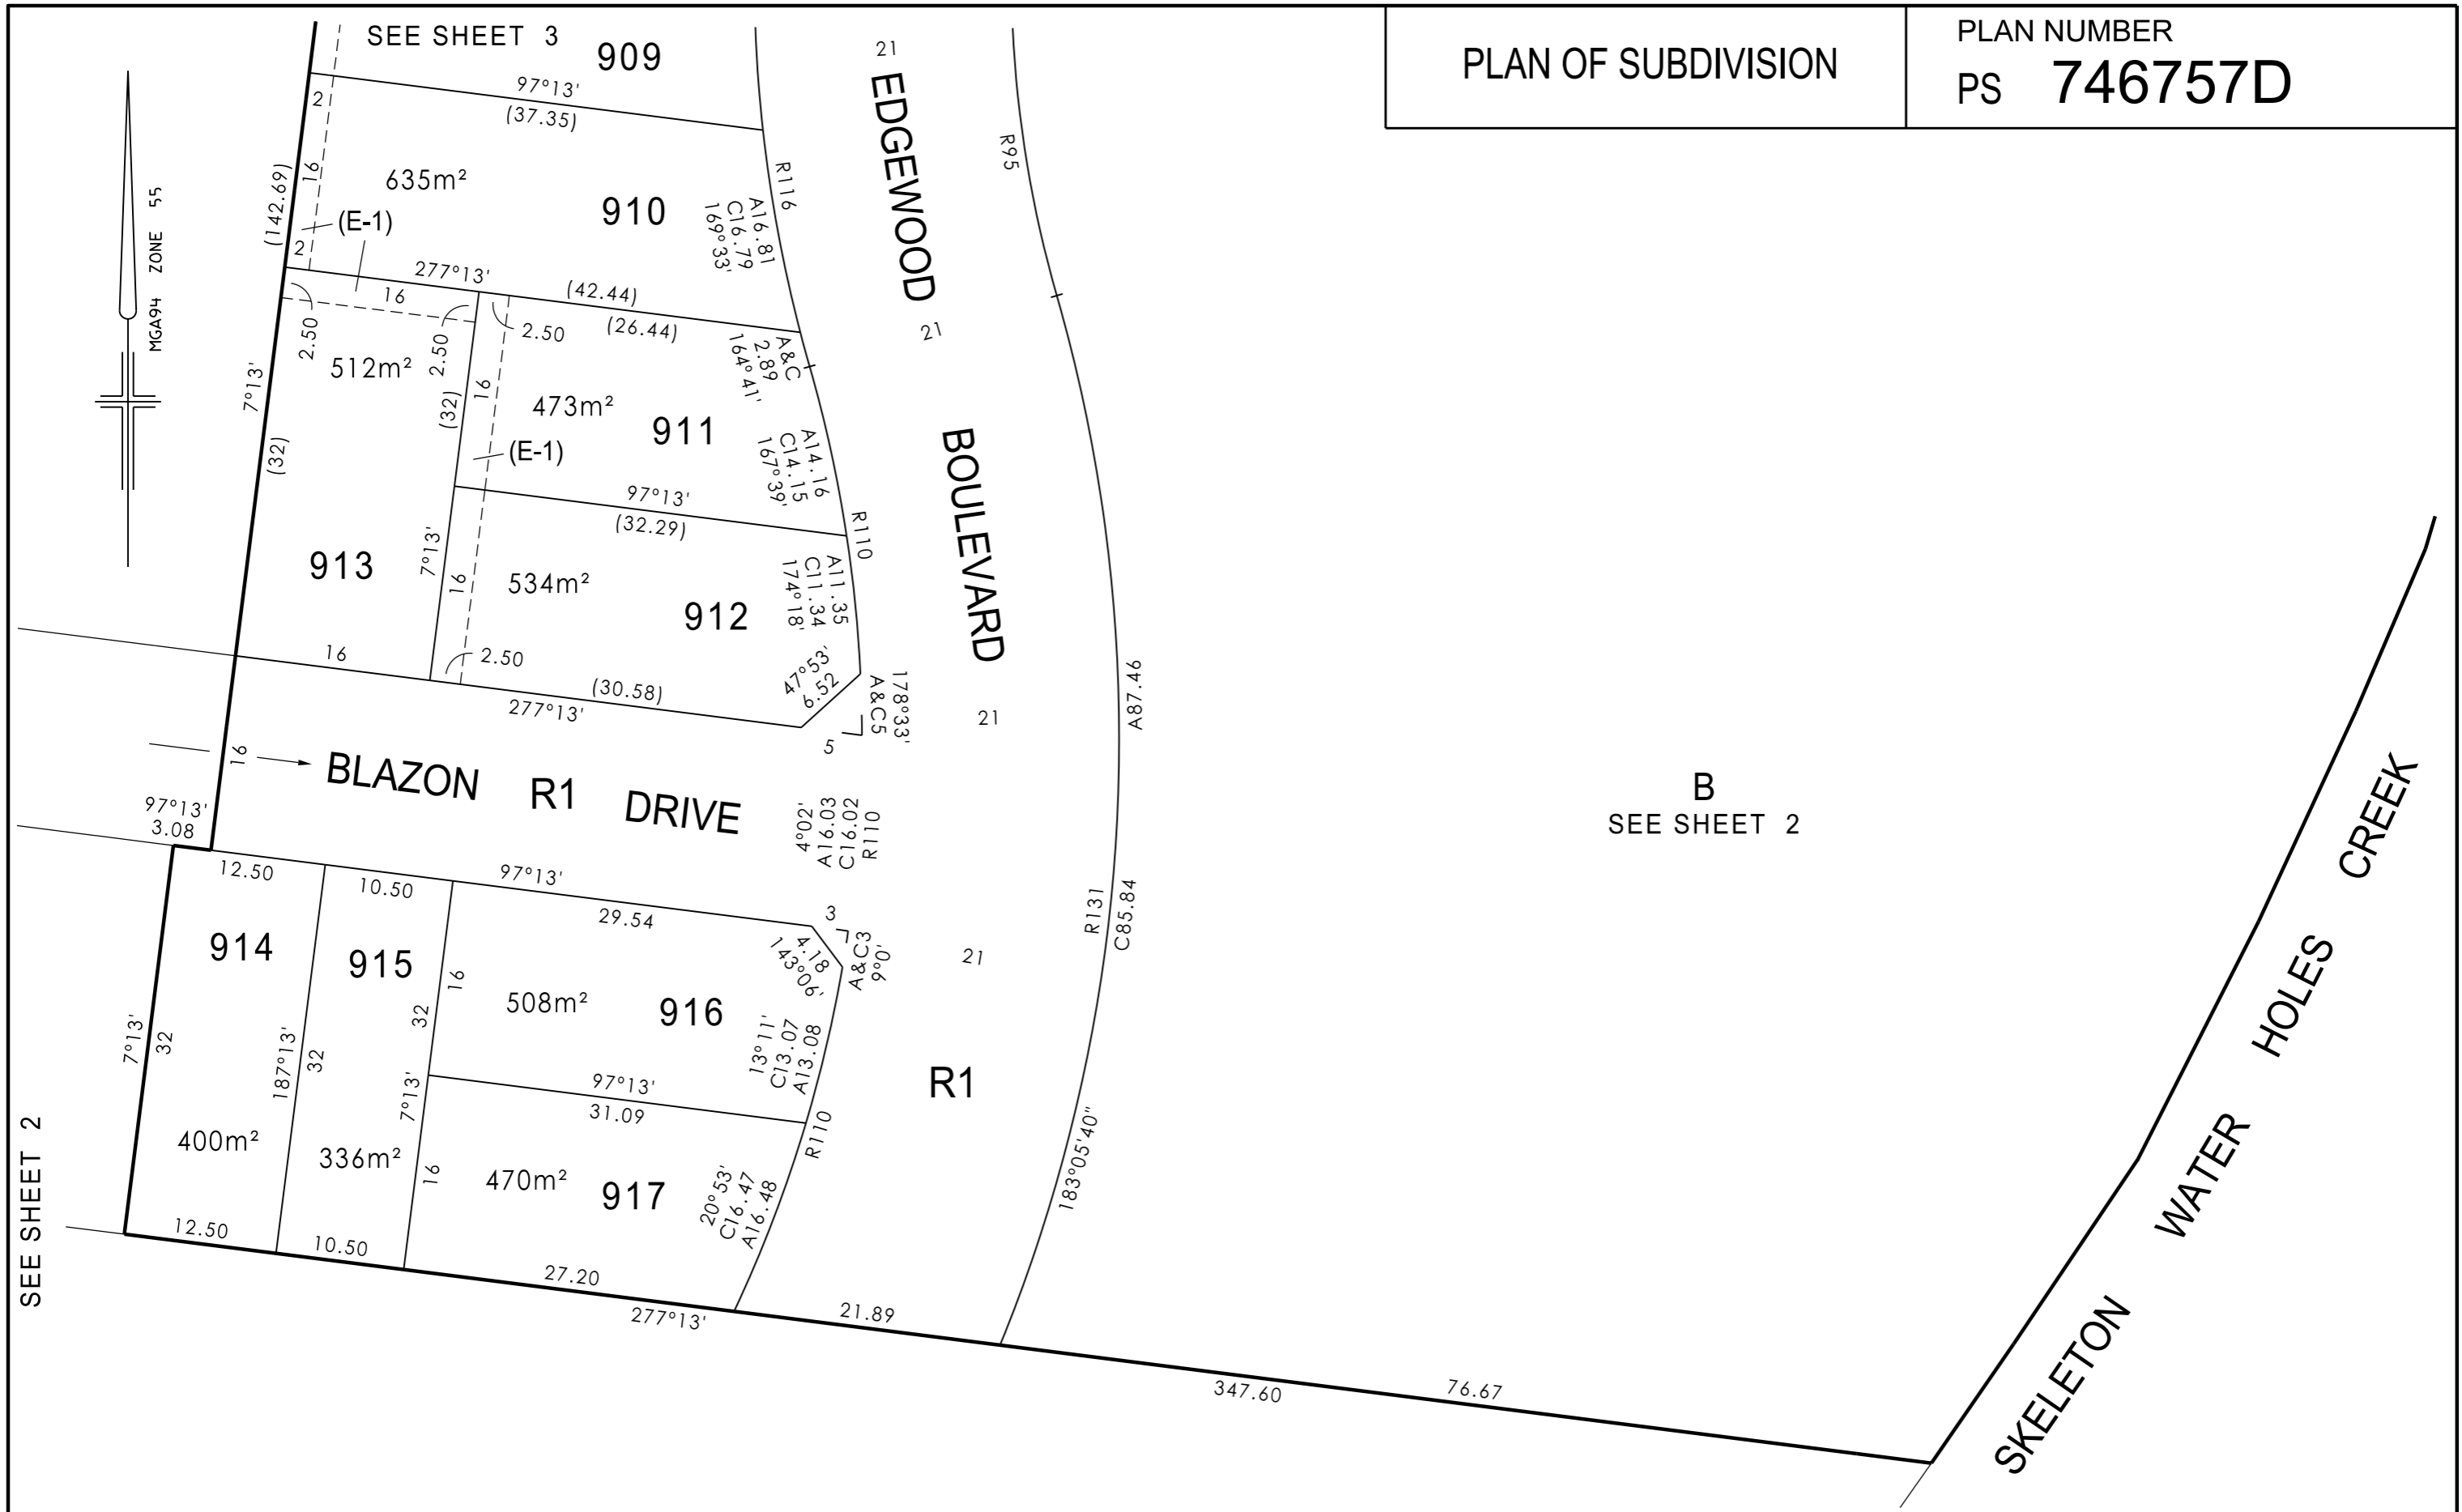 PLAN OF SUBDIVISION
PLAN NUMBER
PS 746757D
SEE SHEET 3
909
97°13'
(37.35)
21
EDGEWOOD
R95
R116
MGA94 ZONE 55
(142.69)
2
16
635m²
910
(E-1)
2
A16.81
C16.79
169°33'
277°13'
16
(42.44)
(26.44)
21
2.50
2.50
2.50
512m²
A&C
2.89
164°41'
7°13'
(32)
(32)
16
473m²
911
(E-1)
A14.16
C14.15
167°39'
BOULEVARD
97°13'
(32.29)
R110
913
7°13'
16
534m²
912
A11.35
C11.34
174°18'
16
2.50
(30.58)
277°13'
47°53'
6.52
178°33'
A&C5
5
21
A87.46
16
BLAZON R1 DRIVE
4°02'
A16.03
C16.02
R110
B
SEE SHEET 2
97°13'
3.08
12.50
10.50
97°13'
29.54
3
4.18
143°06'
A&C3
9°0'
21
R131
C85.84
914
915
16
508m²
916
7°13'
32
187°13'
32
32
13°11'
C13.07
A13.08
R1
7°13'
97°13'
31.09
R110
183°05'40"
400m²
336m²
16
470m²
917
20°53'
C16.47
A16.48
SEE SHEET 2
12.50
10.50
27.20
277°13'
21.89
347.60
76.67
SKELETON WATER HOLES CREEK